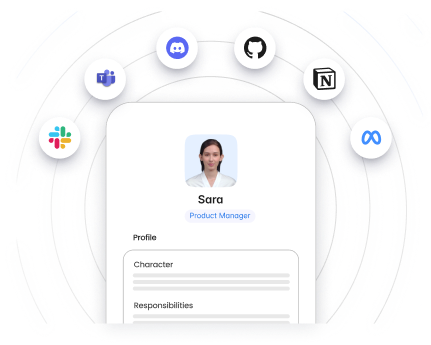 T
N
Sara
Product Manager
Profile
Character
Responsibilities